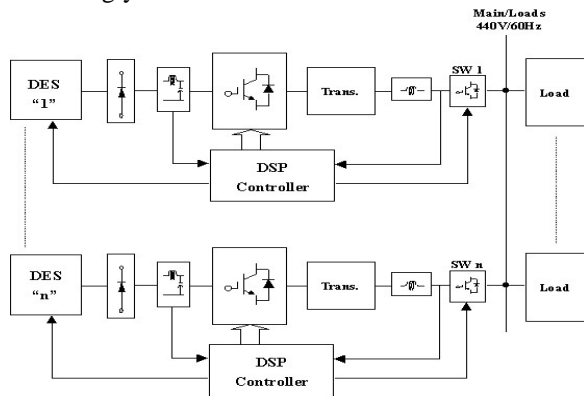 Main/Loads
440V/60Hz
DES
“1”
Trans.
SW 1
Load
DSP
Controller
DES
“n”
Trans.
SW n
Load
DSP
Controller